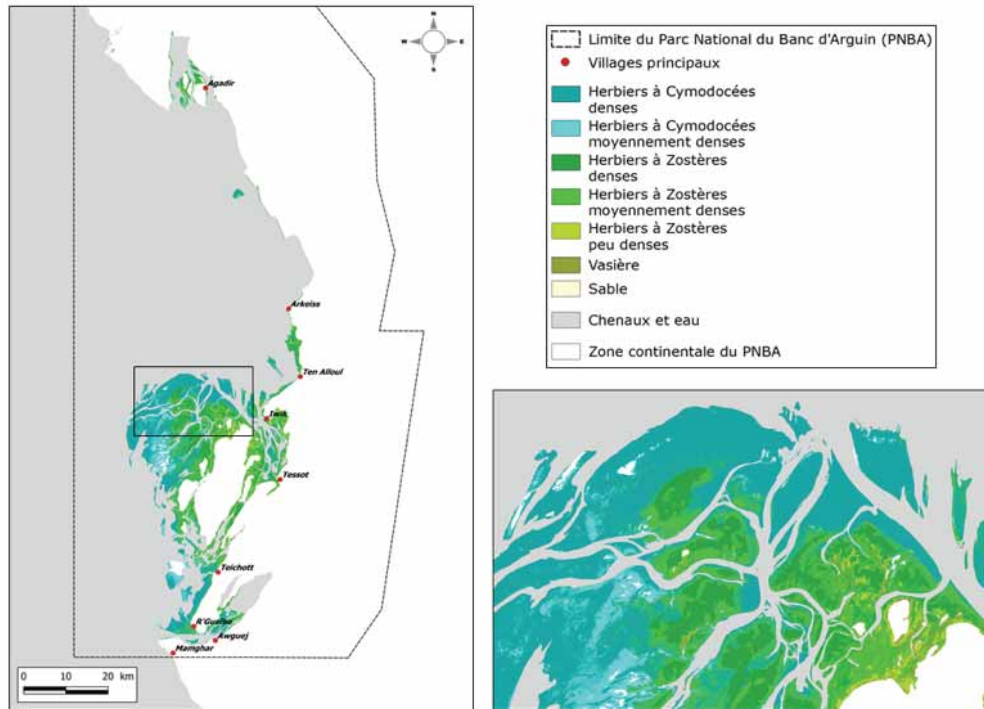 N
W
E
S
Agadir
Arkeiss
Ten Alloul
Iwik
Tessot
Teichott
R'Gueiba
Awguej
Mamghar
0 10 20 km
Limite du Parc National du Banc d'Arguin (PNBA)
Villages principaux
Herbiers à Cymodocées
denses
Herbiers à Cymodocées
moyennement denses
Herbiers à Zostères
denses
Herbiers à Zostères
moyennement denses
Herbiers à Zostères
peu denses
Vasière
Sable
Chenaux et eau
Zone continentale du PNBA